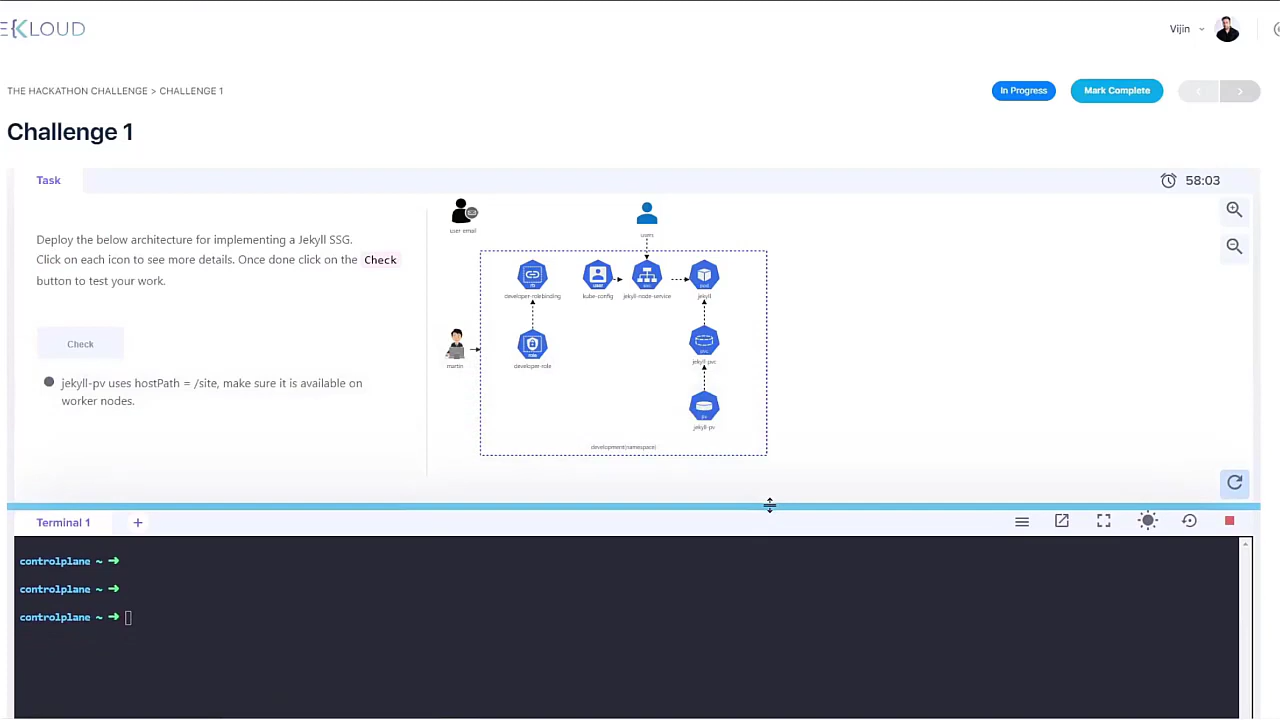 KLOUD
Vijin
THE HACKATHON CHALLENGE > CHALLENGE 1
In Progress
Mark Complete
Challenge 1
Task
58:03
Deploy the below architecture for implementing a Jekyll SSG.
Click on each icon to see more details. Once done click on the Check
button to test your work.
Check
jekyll-pv uses hostPath = /site, make sure it is available on
worker nodes.
user email
users
developer-rolebinding
kube-config
jekyll-node-service
jekyll
martin
role
developer-role
jekyll-pvc
jekyll-pv
development(namespace)
Terminal 1
+
controlplane ~ ➜
controlplane ~ ➜
controlplane ~ ➜